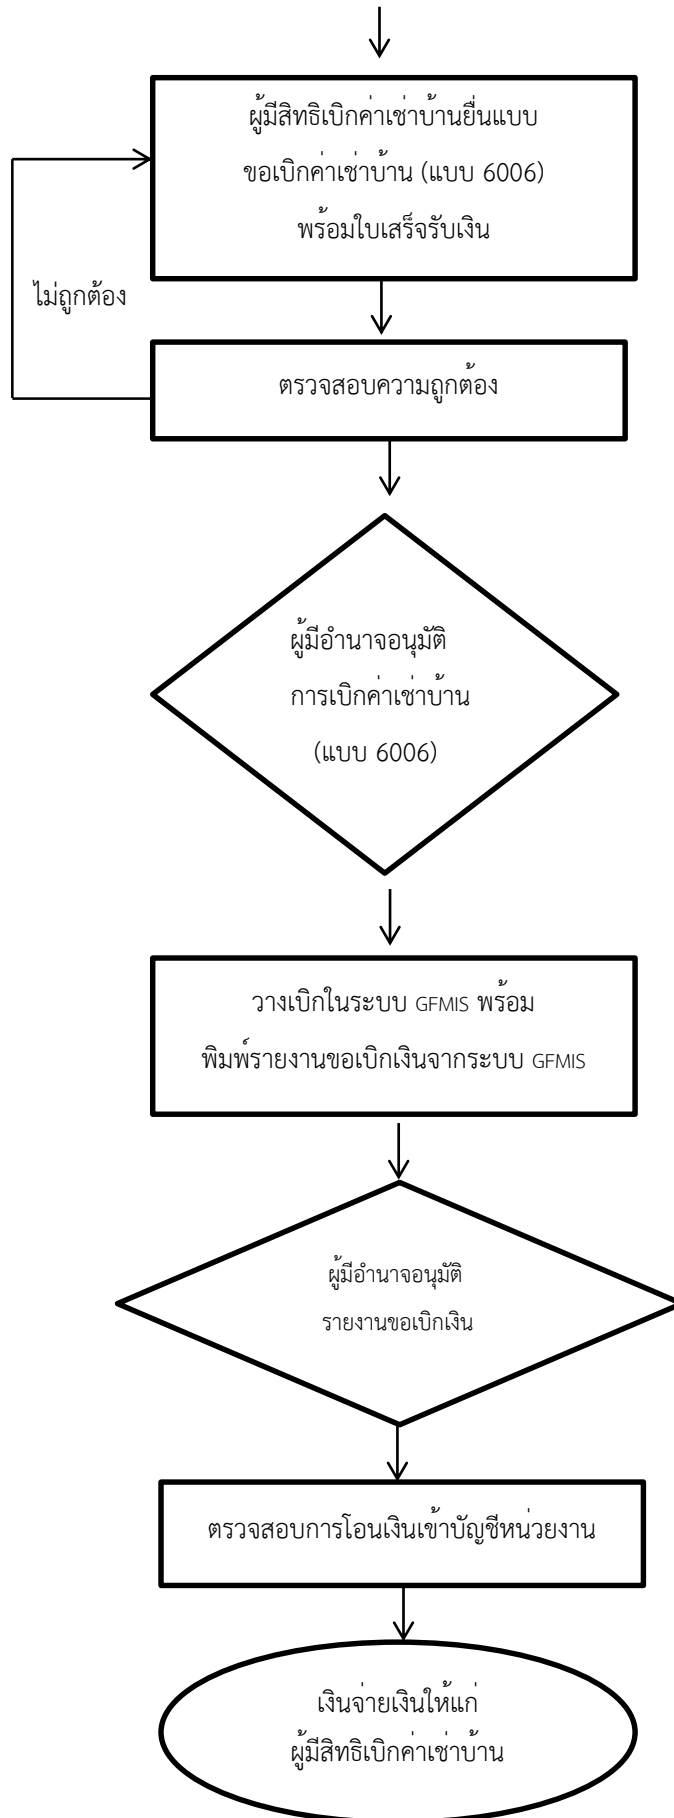 ผู้มีสิทธิเบิกค่าเช่าบ้านยื่นแบบ
ขอเบิกค่าเช่าบ้าน (แบบ 6006)
พร้อมใบเสร็จรับเงิน
ไม่ถูกต้อง
ตรวจสอบความถูกต้อง
ผู้มีอำนาจอนุมัติ
การเบิกค่าเช่าบ้าน
(แบบ 6006)
วางเบิกในระบบ GFMIS พร้อม
พิมพ์รายงานขอเบิกเงินจากระบบ GFMIS
ผู้มีอำนาจอนุมัติ
รายงานขอเบิกเงิน
ตรวจสอบการโอนเงินเข้าบัญชีหน่วยงาน
เงินจ่ายเงินให้แก่
ผู้มีสิทธิเบิกค่าเช่าบ้าน